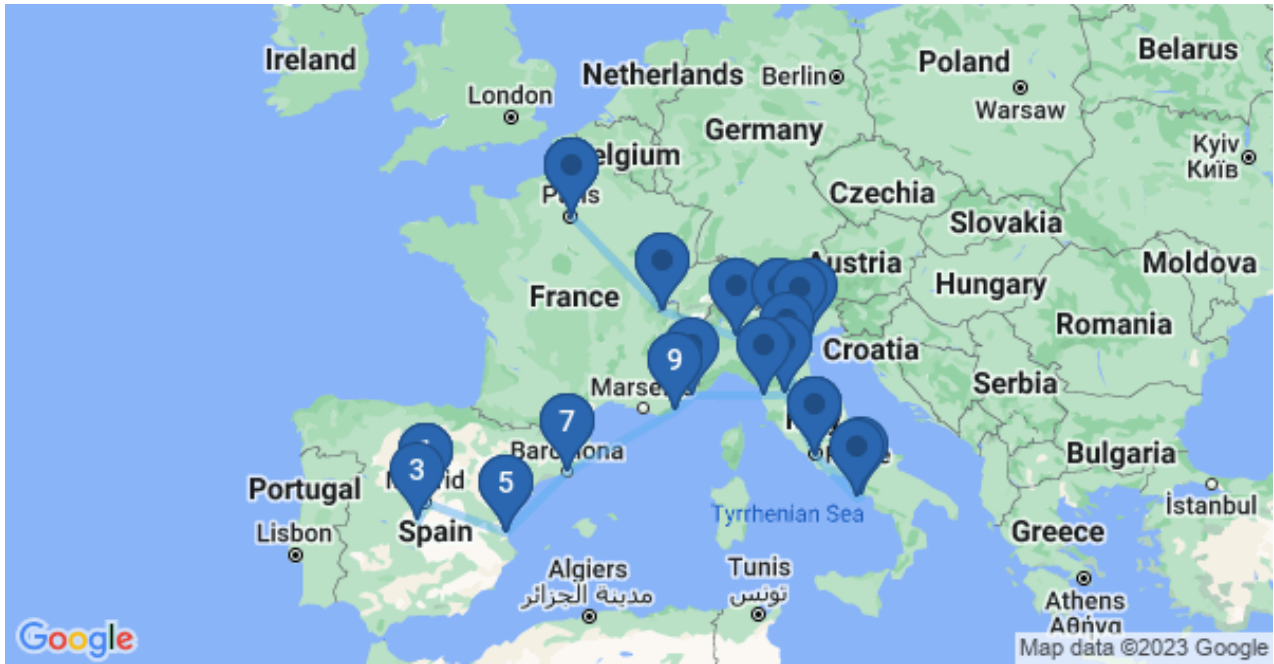 Ireland
London
Netherlands
Berlin
Poland
Warsaw
Belarus
Germany
Kyiv
Київ
Czechia
Slovakia
Austria
Hungary
Moldova
France
Romania
Croatia
9
Serbia
7
Barcelona
Bulgaria
3
5
Portugal
Spain
Lisbon
Tyrrhenian Sea
İstanbul
Greece
Algiers
مدينة الجزائر
Tunis
تونس
Athens
Αθήνα
Google
Map data ©2023 Google